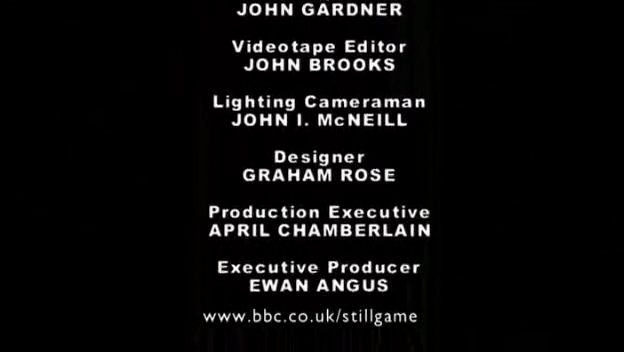 JOHN GARDNER
Videotape Editor
JOHN BROOKS
Lighting Cameraman
JOHN I. McNEILL
Designer
GRAHAM ROSE
Production Executive
APRIL CHAMBERLAIN
Executive Producer
EWAN ANGUS
www.bbc.co.uk/stillgame